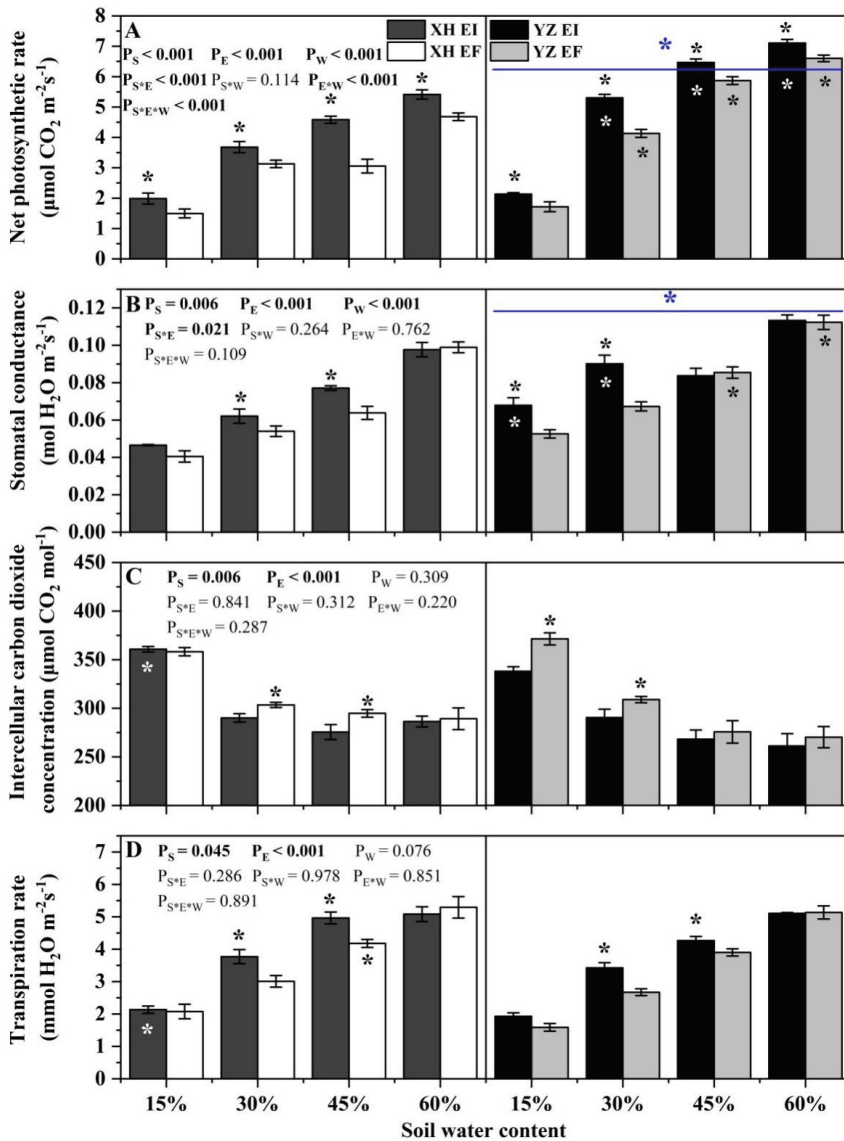 Net photosynthetic rate
(μmol CO₂ m⁻²s⁻¹)
8
7
6
5
4
3
2
1
0
A
XH EI
XH EF
YZ EI
YZ EF
P_S < 0.001 P_E < 0.001 P_W < 0.001
P_S*E < 0.001 P_S*W = 0.114 P_E*W < 0.001
P_S*E*W < 0.001
* * * *
*
* * * *
* * * * * *
Stomatal conductance
(mol H₂O m⁻²s⁻¹)
0.12
0.10
0.08
0.06
0.04
0.02
0.00
B P_S = 0.006 P_E < 0.001 P_W < 0.001
P_S*E = 0.021 P_S*W = 0.264 P_E*W = 0.762
P_S*E*W = 0.109
* *
*
* *
* * * *
Intercellular carbon dioxide
concentration (μmol CO₂ mol⁻¹)
450
400
350
300
250
200
C P_S = 0.006 P_E < 0.001 P_W = 0.309
P_S*E = 0.841 P_S*W = 0.312 P_E*W = 0.220
P_S*E*W = 0.287
* * *
* *
Transpiration rate
(mmol H₂O m⁻²s⁻¹)
7
6
5
4
3
2
1
0
D P_S = 0.045 P_E < 0.001 P_W = 0.076
P_S*E = 0.286 P_S*W = 0.978 P_E*W = 0.851
P_S*E*W = 0.891
* * * *
* *
15% 30% 45% 60% 15% 30% 45% 60%
Soil water content